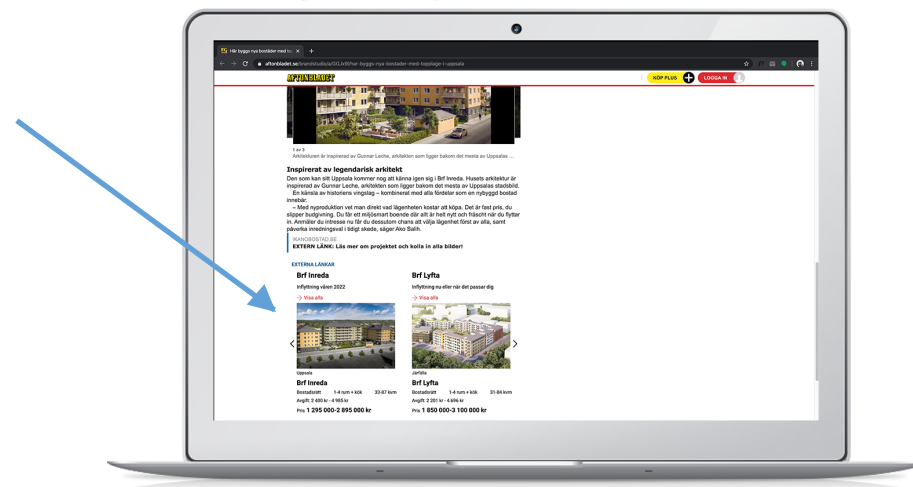 Här byggs nya bostäder med to
aftonbladet.se/brandstudio/a/GGJvB9/har-byggs-nya-bostader-med-topplage-i-uppsala
AFTONBLADET
KÖP PLUS
LOGGA IN
1 av 3
Arkitekturen är inspirerad av Gunnar Leche, arkitekten som ligger bakom det mesta av Uppsalas ...
Inspirerat av legendarisk arkitekt
Den som kan sitt Uppsala kommer nog att känna igen sig i Brf Inreda. Husets arkitektur är
inspirerad av Gunnar Leche, arkitekten som ligger bakom det mesta av Uppsalas stadsbild.
En känsla av historiens vingslag – kombinerat med alla fördelar som en nybyggd bostad
innebär.
– Med nyproduktion vet man direkt vad lägenheten kostar att köpa. Det är fast pris, du
slipper budgivning. Du får ett miljösmart boende där allt är helt nytt och fräscht när du flyttar
in. Anmäler du intresse nu får du dessutom chans att välja lägenhet först av alla, samt
påverka inredningsval i tidigt skede, säger Ako Salih.
IKANOBOSTAD.SE
EXTERN LÄNK: Läs mer om projektet och kolla in alla bilder!
EXTERNA LÄNKAR
Brf Inreda
Inflyttning våren 2022
→ Visa alla
Uppsala
Brf Inreda
Bostadsrätt 1-4 rum + kök 33-87 kvm
Avgift 2 400 kr - 4 985 kr
Pris 1 295 000-2 895 000 kr
Brf Lyfta
Inflyttning nu eller när det passar dig
→ Visa alla
Järfälla
Brf Lyfta
Bostadsrätt 1-4 rum + kök 31-84 kvm
Avgift 2 201 kr - 4 696 kr
Pris 1 850 000-3 100 000 kr